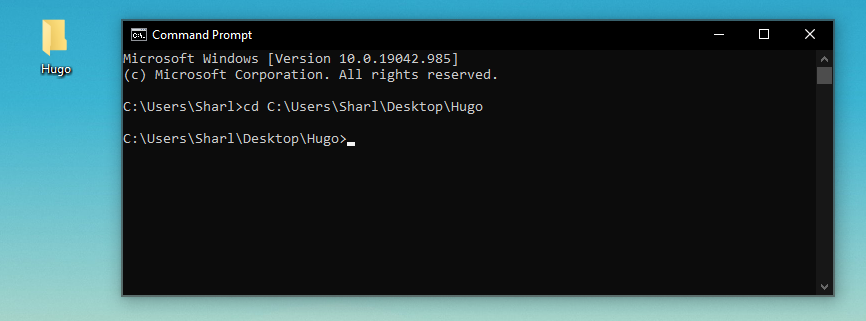 Hugo
Command Prompt
Microsoft Windows [Version 10.0.19042.985]
(c) Microsoft Corporation. All rights reserved.
C:\Users\Sharl>cd C:\Users\Sharl\Desktop\Hugo
C:\Users\Sharl\Desktop\Hugo>